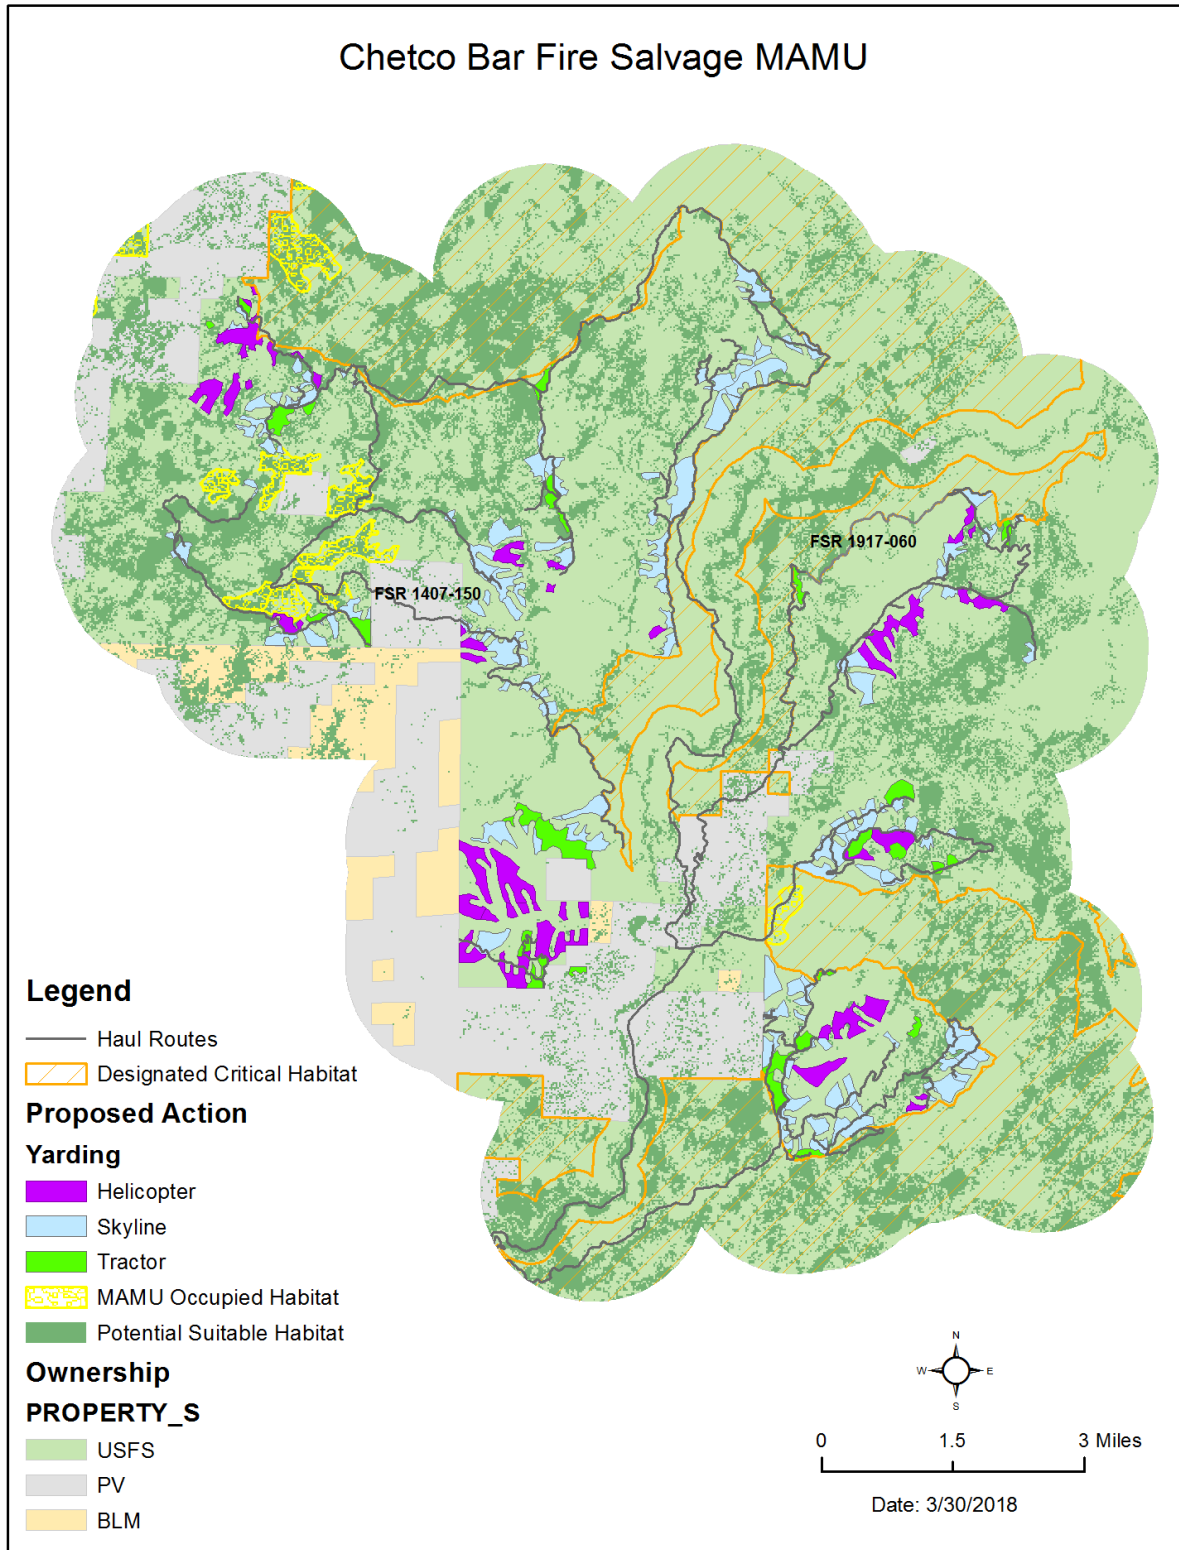 Chetco Bar Fire Salvage MAMU
FSR 1917-060
FSR 1407-150
Legend
Haul Routes
Designated Critical Habitat
Proposed Action
Yarding
Helicopter
Skyline
Tractor
MAMU Occupied Habitat
Potential Suitable Habitat
Ownership
PROPERTY_S
USFS
PV
BLM
N
W E
S
0 1.5 3 Miles
Date: 3/30/2018